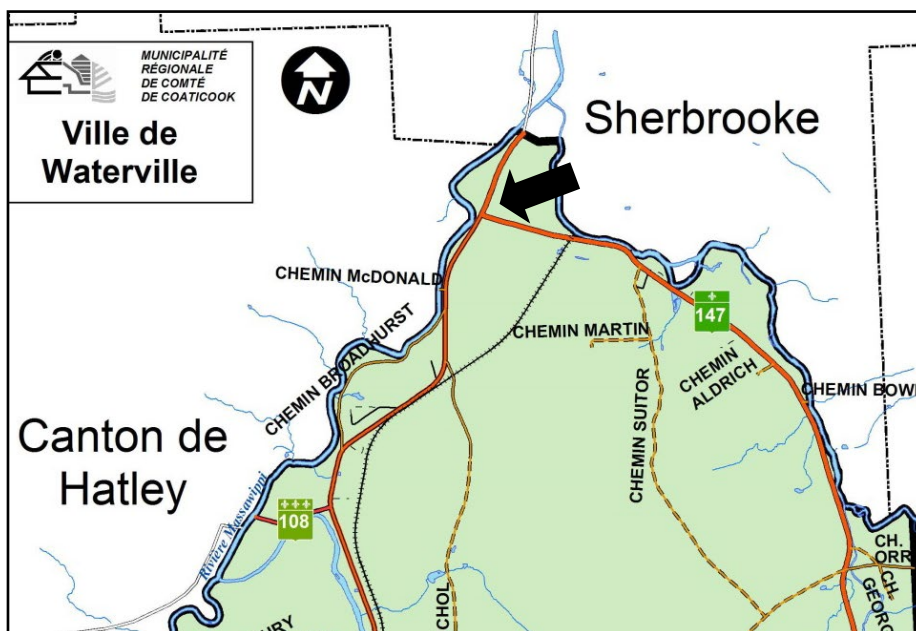 MUNICIPALITÉ
RÉGIONALE
DE COMTÉ
DE COATICOOK
Ville de
Waterville
N
Sherbrooke
CHEMIN McDONALD
CHEMIN BROADHURST
CHEMIN MARTIN
147
CHEMIN
ALDRICH
CHEMIN SUITOR
CHEMIN BOW
Canton de
Hatley
Rivière Massawippi
108
CH.
ORR
CH.
GEORG
CHOL
URY